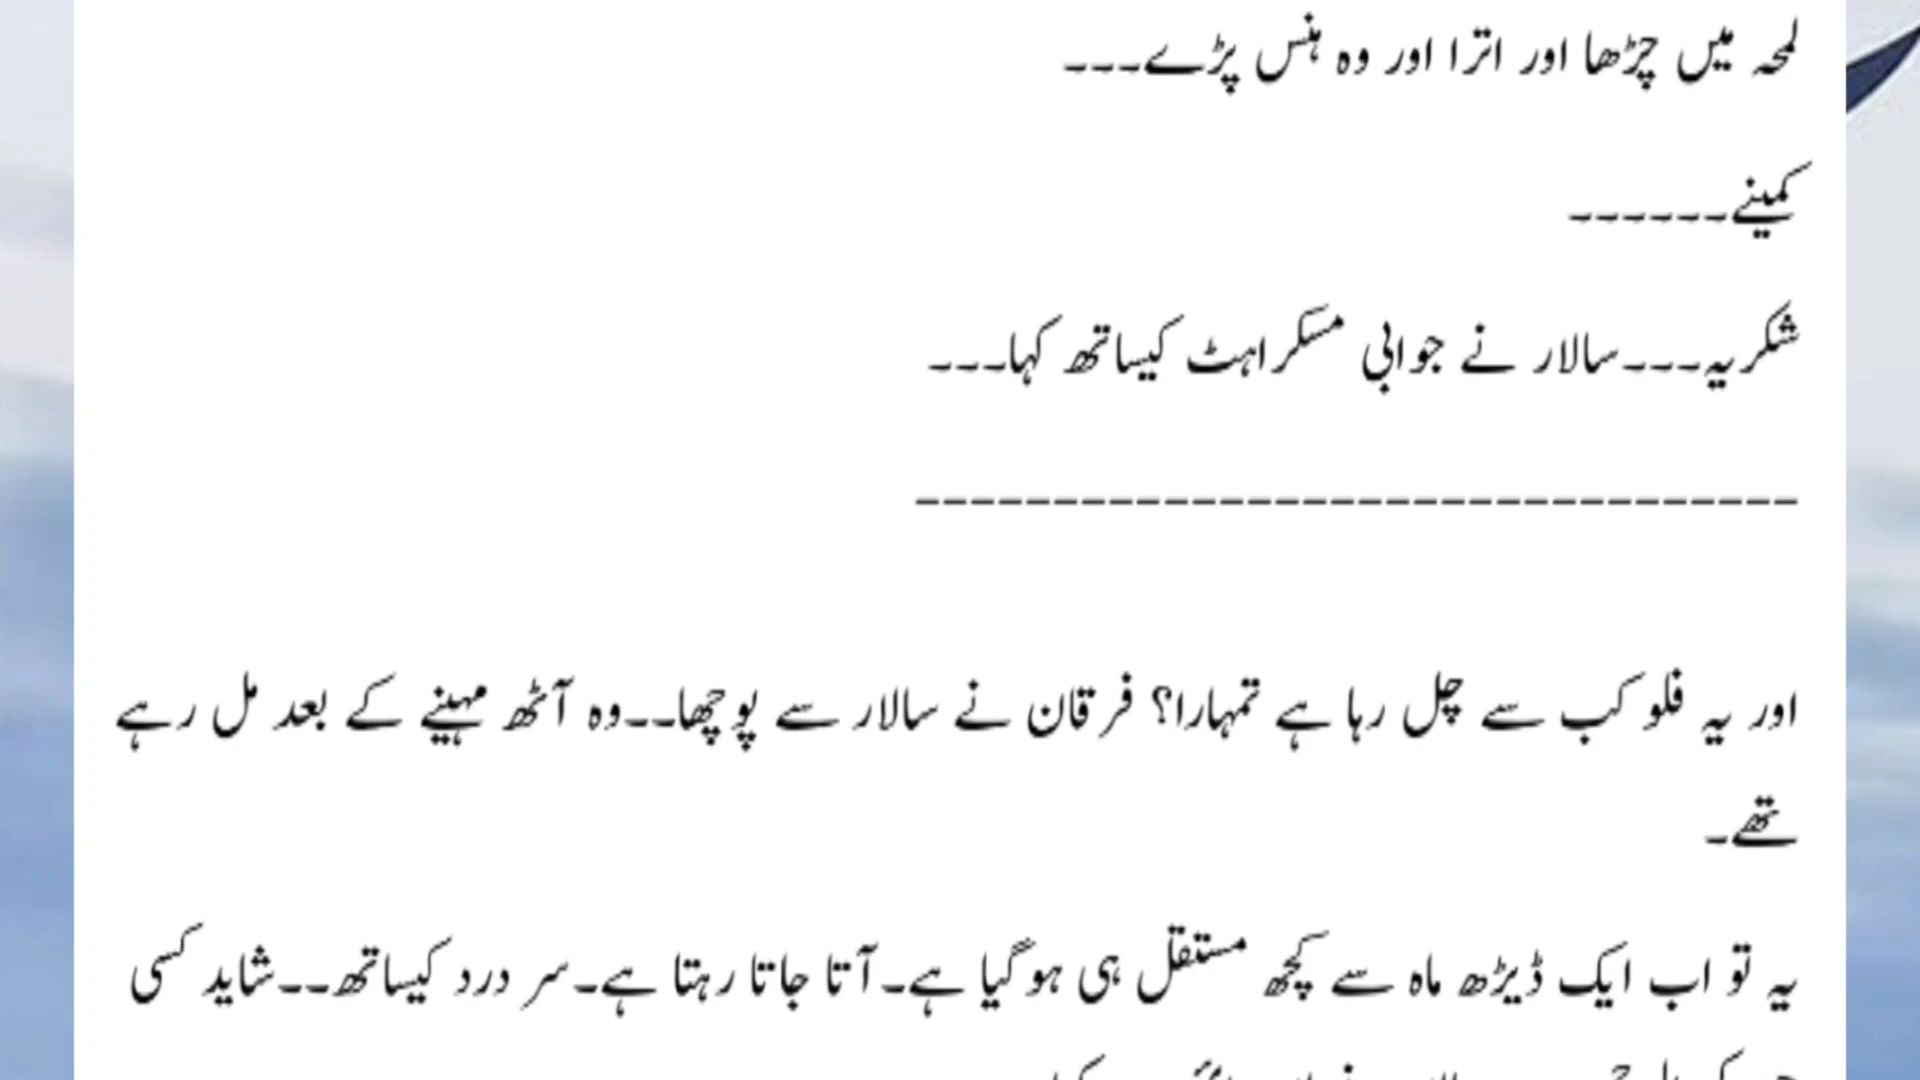 لمحہ میں چڑھا اور اترا اور وہ ہنس پڑے۔۔۔
کمینے۔۔۔۔۔۔
شکریہ۔۔۔سالار نے جوابی مسکراہٹ کیساتھ کہا۔۔۔
--------------------------------
اور یہ فلو کب سے چل رہا ہے تمہارا؟ فرقان نے سالار سے پوچھا۔۔وہ آٹھ مہینے کے بعد مل رہے
تھے۔
یہ تو اب ایک ڈیڑھ ماہ سے کچھ مستقل ہی ہو گیا ہے۔آتا جاتا رہتا ہے۔سر درد کیساتھ۔۔شاید کسی